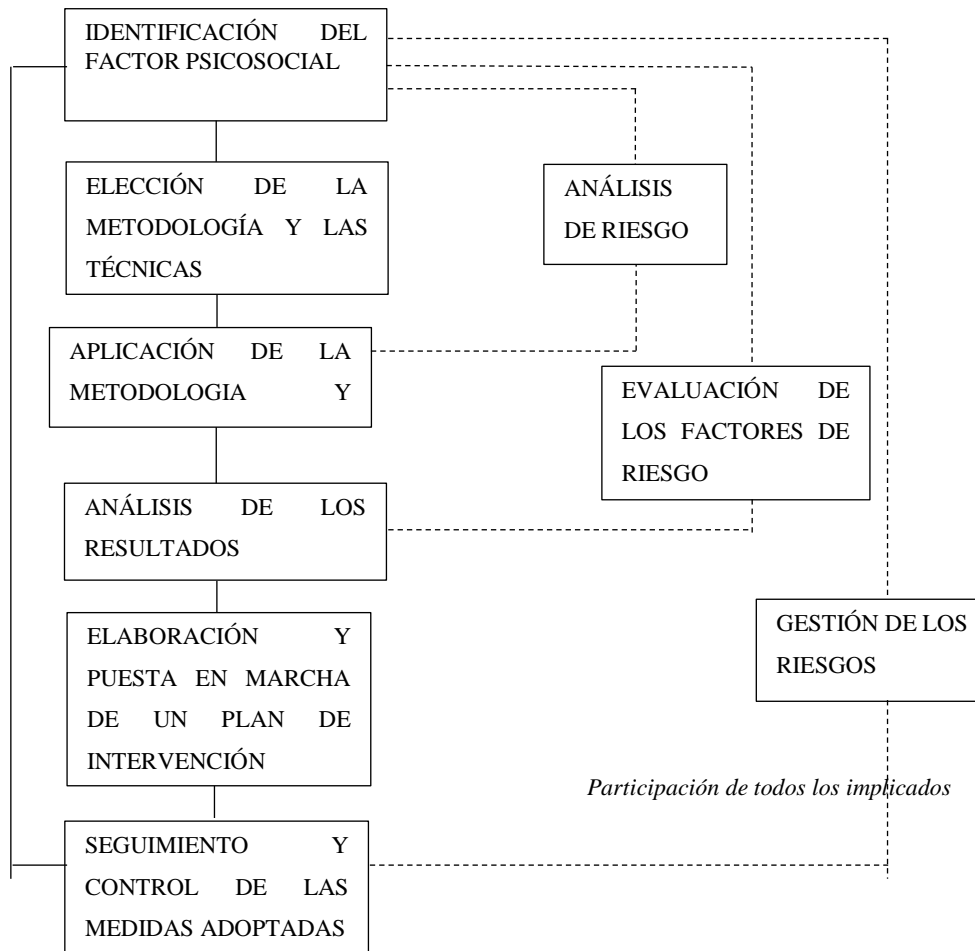 IDENTIFICACIÓN DEL
FACTOR PSICOSOCIAL
ELECCIÓN DE LA
METODOLOGÍA Y LAS
TÉCNICAS
ANÁLISIS
DE RIESGO
APLICACIÓN DE LA
METODOLOGIA Y
EVALUACIÓN DE
LOS FACTORES DE
RIESGO
ANÁLISIS DE LOS
RESULTADOS
ELABORACIÓN Y
PUESTA EN MARCHA
DE UN PLAN DE
INTERVENCIÓN
GESTIÓN DE LOS
RIESGOS
Participación de todos los implicados
SEGUIMIENTO Y
CONTROL DE LAS
MEDIDAS ADOPTADAS